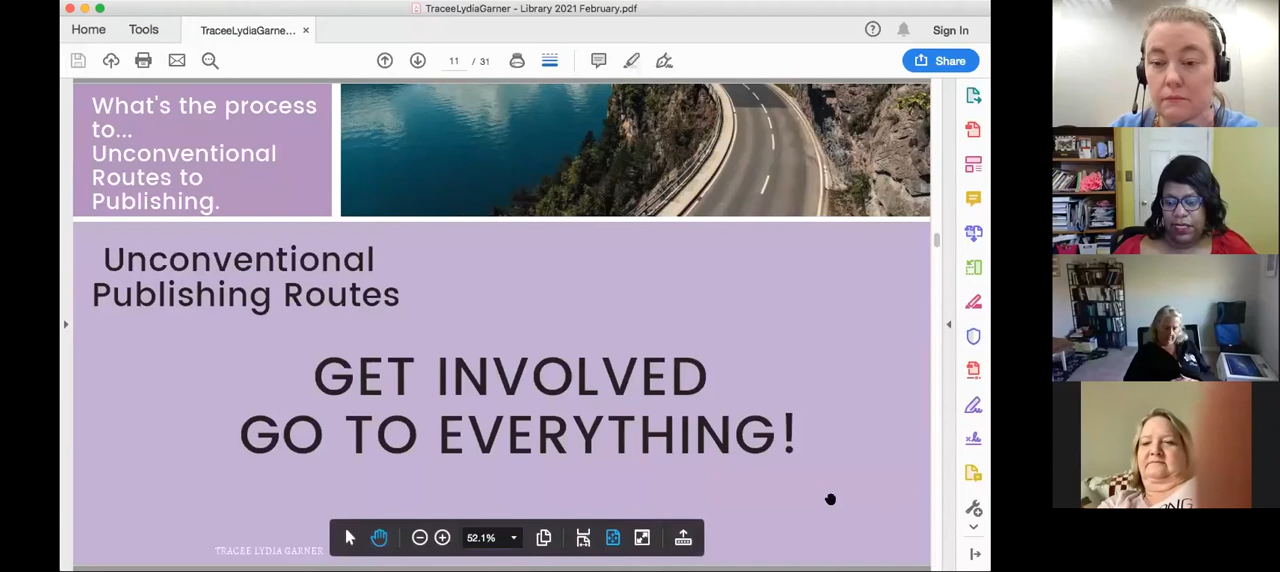 TraceeLydiaGarner - Library 2021 February.pdf
Home
Tools
TraceeLydiaGarne...
Sign In
11 / 31
Share
What's the process
to...
Unconventional
Routes to
Publishing.
Unconventional
Publishing Routes
GET INVOLVED
GO TO EVERYTHING!
52.1%
TRACEE LYDIA GARNER